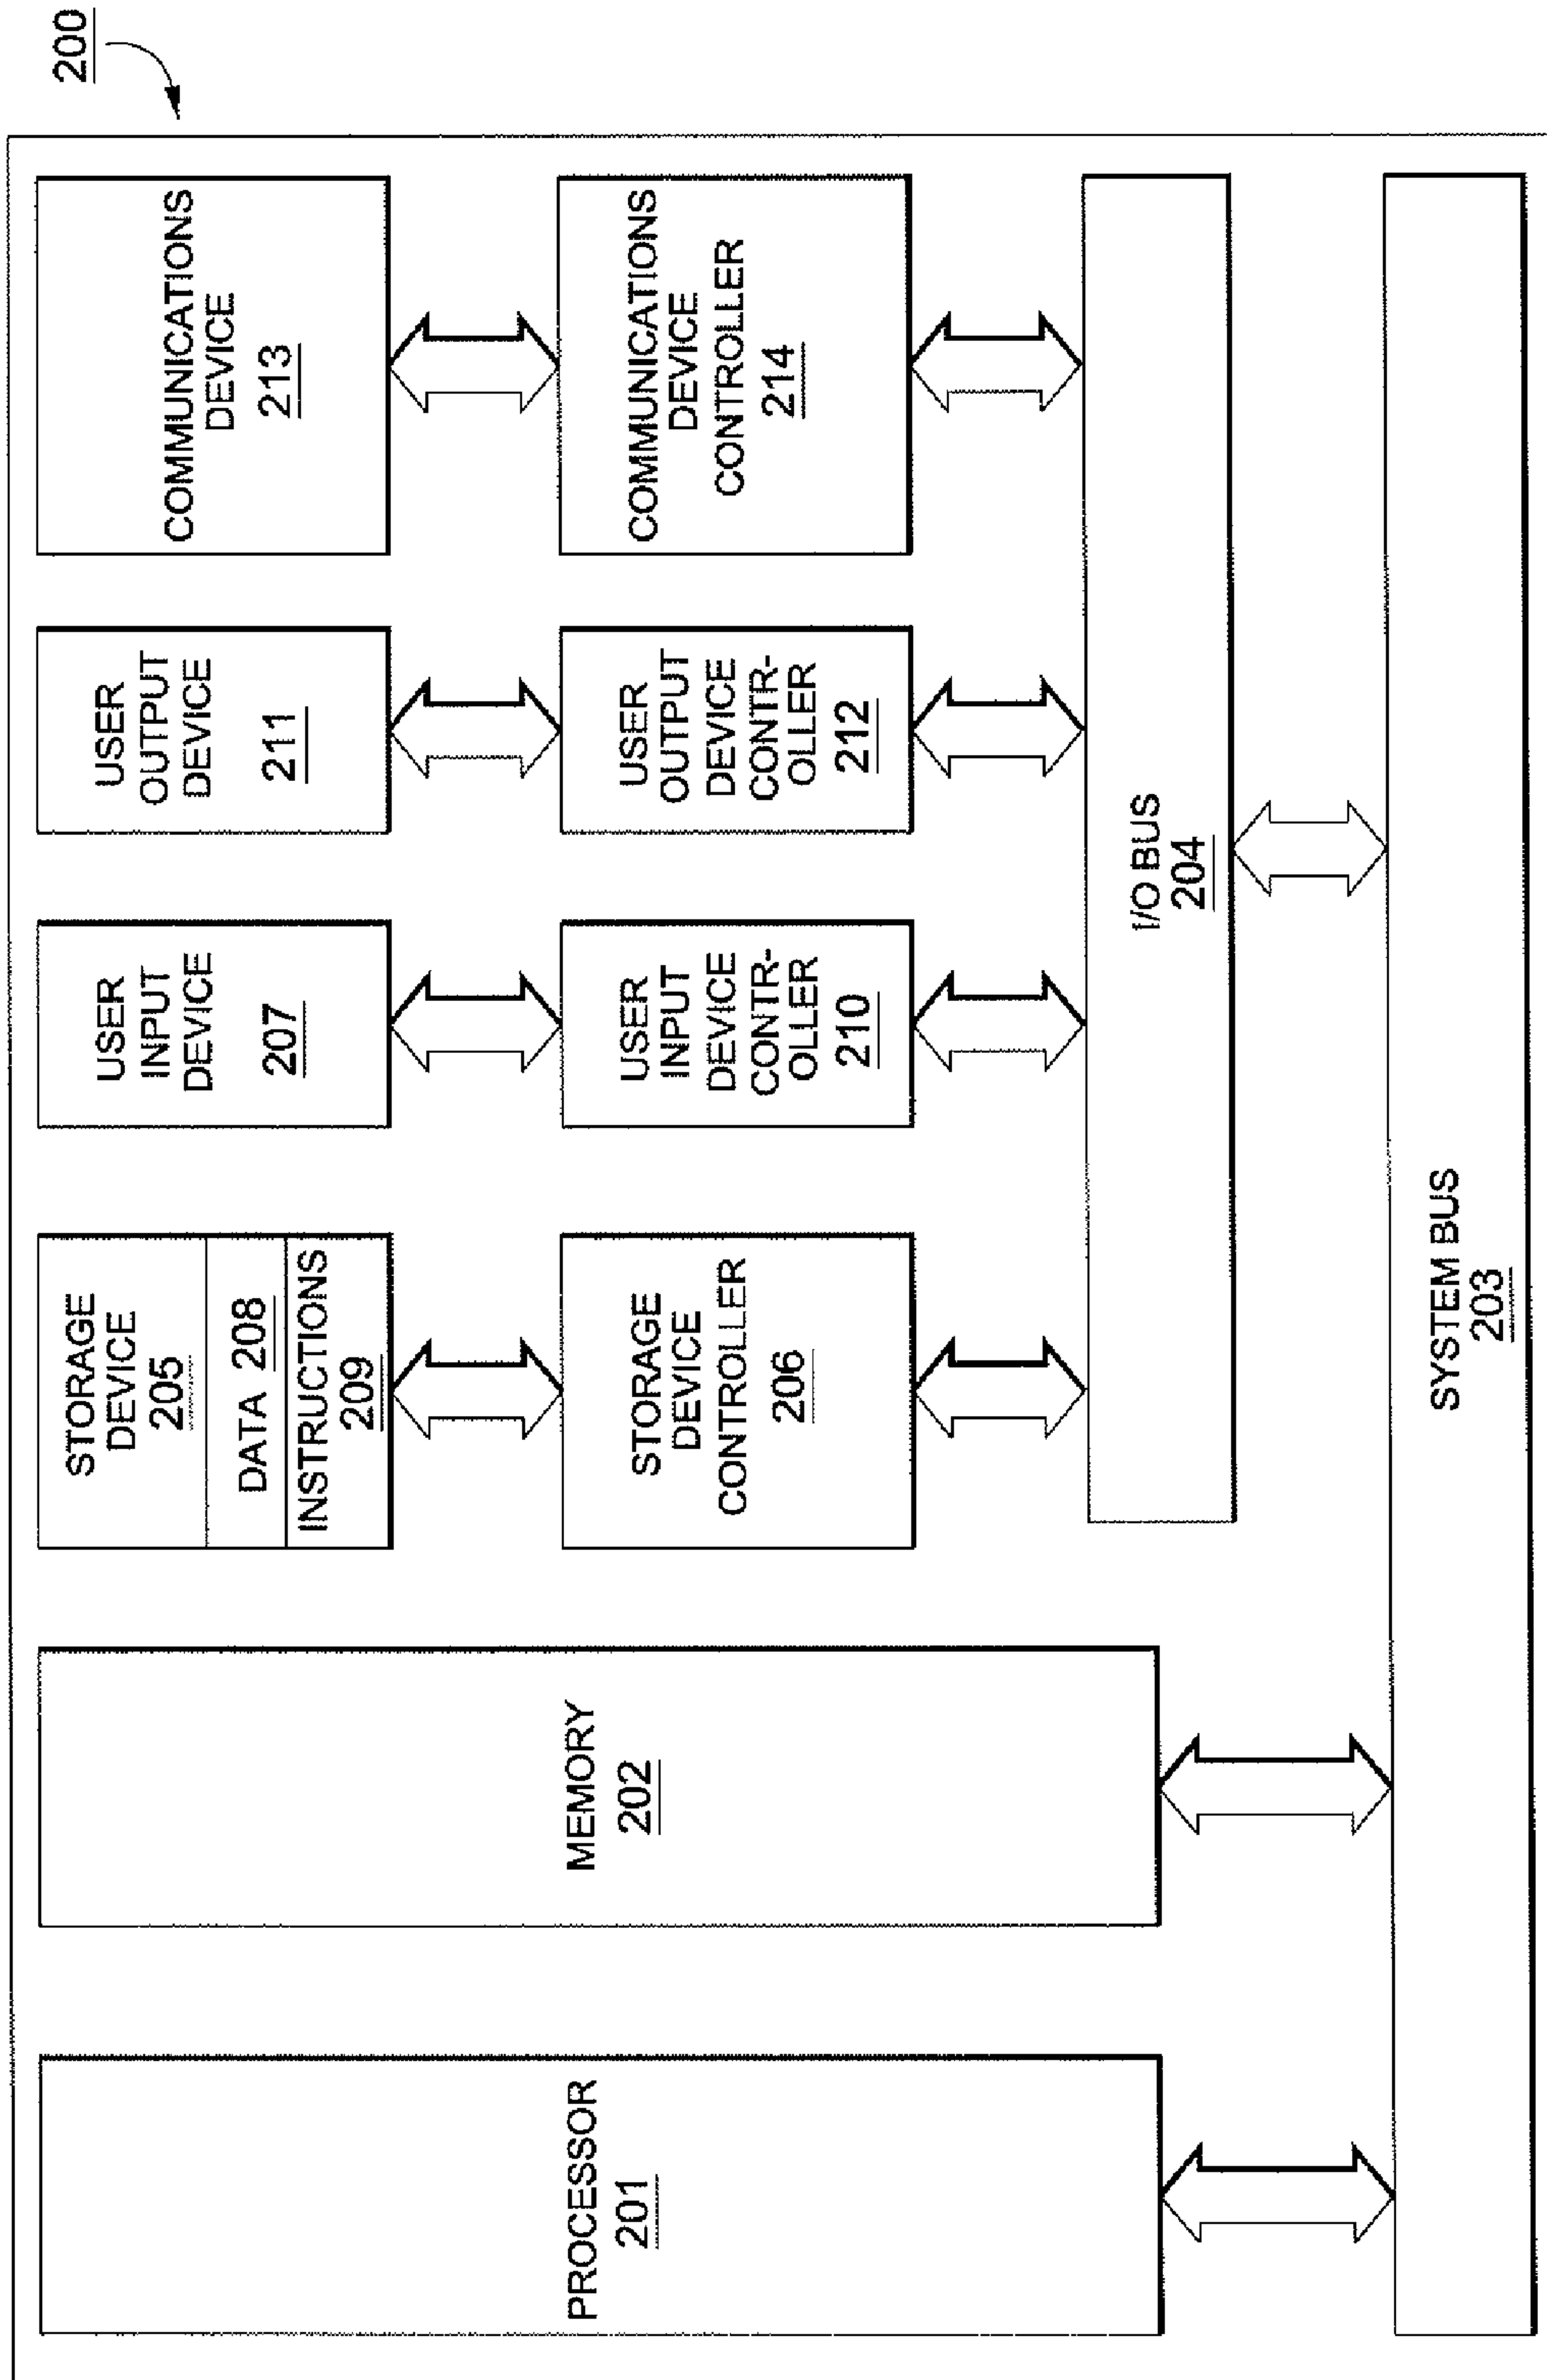 200
PROCESSOR
201
MEMORY
202
STORAGE
DEVICE
205
DATA 208
INSTRUCTIONS
209
USER
INPUT
DEVICE
207
USER
OUTPUT
DEVICE
211
COMMUNICATIONS
DEVICE
213
STORAGE
DEVICE
CONTROLLER
206
USER
INPUT
DEVICE
CONTR-
OLLER
210
USER
OUTPUT
DEVICE
CONTR-
OLLER
212
COMMUNICATIONS
DEVICE
CONTROLLER
214
I/O BUS
204
SYSTEM BUS
203